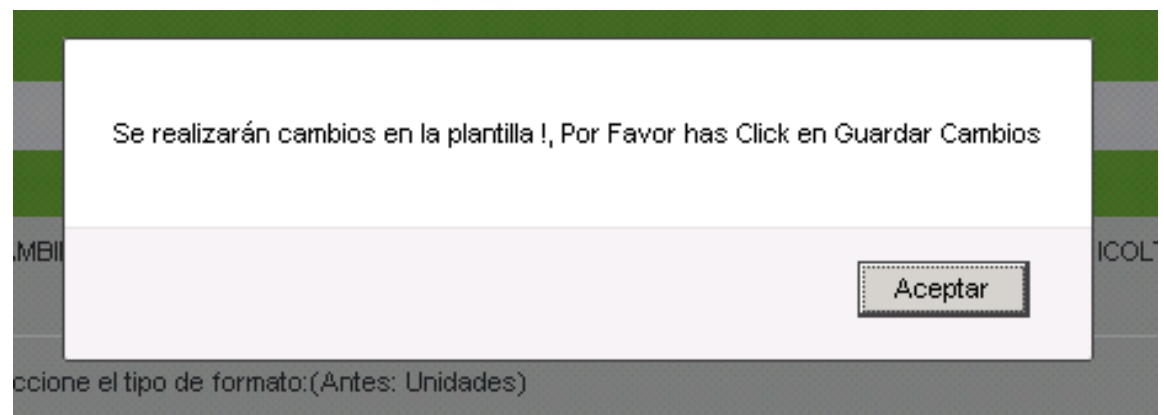 Se realizarán cambios en la plantilla !, Por Favor has Click en Guardar Cambios
Aceptar
el tipo de formato:(Antes: Unidades)